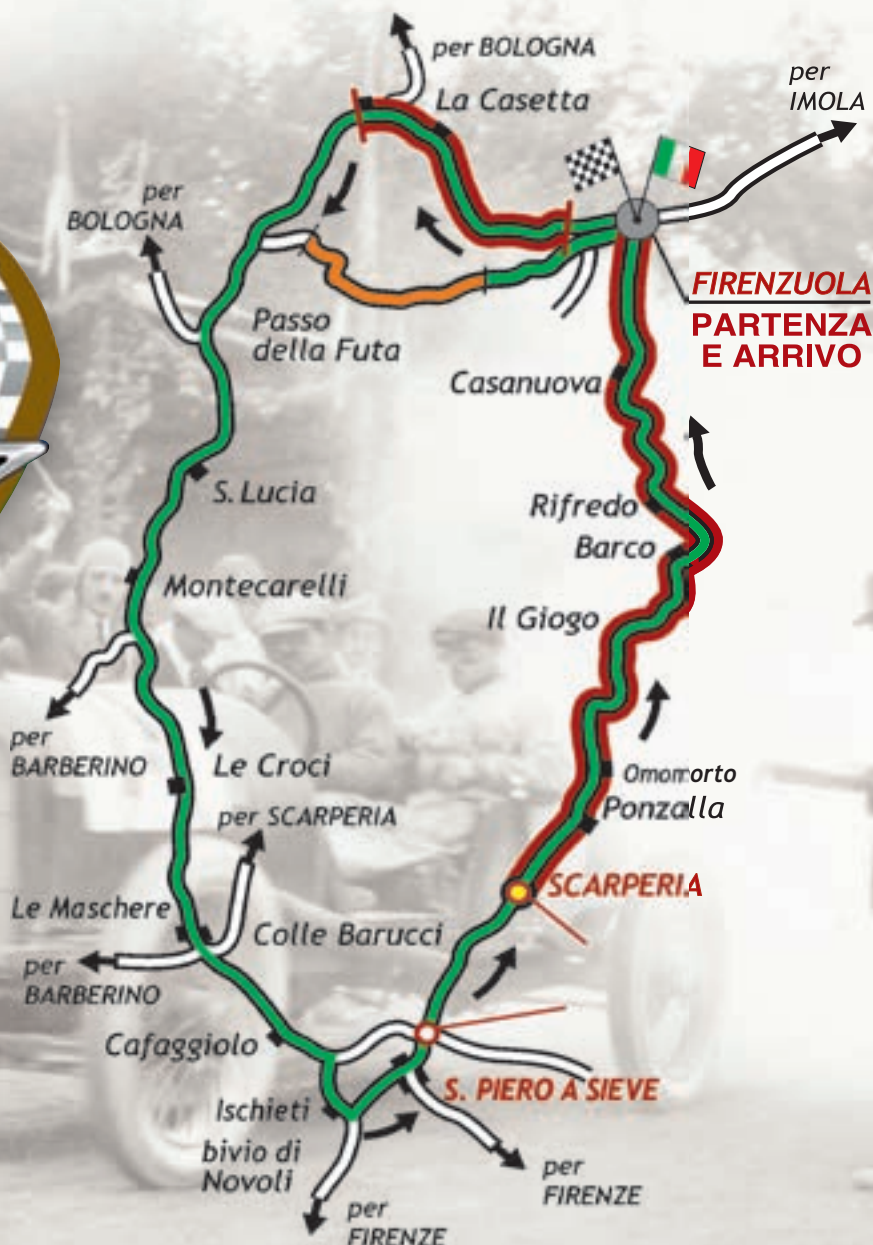 per BOLOGNA
La Casetta
per
IMOLA
per
BOLOGNA
FIRENZUOLA
PARTENZA
E ARRIVO
Passo
della Futa
Casanuova
S. Lucia
Rifredo
Barco
Montecarelli
Il Giogo
per
BARBERINO
Le Croci
Omomorto
Ponzalla
per SCARPERIA
SCARPERIA
Le Maschere
Colle Barucci
per
BARBERINO
Cafaggiolo
S. PIERO A SIEVE
Ischieti
bivio di
Novoli
per
FIRENZE
per
FIRENZE